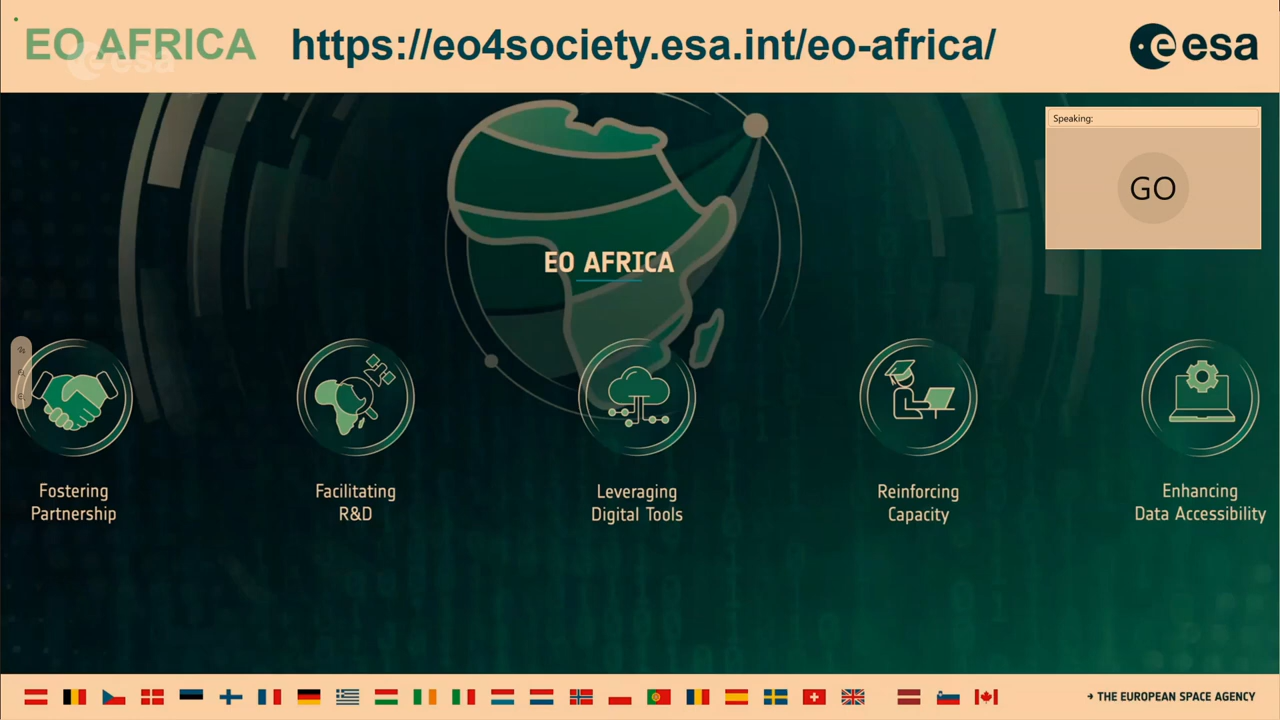 EO AFRICA
https://eo4society.esa.int/eo-africa/
esa
esa
Speaking:
GO
EO AFRICA
Fostering
Partnership
Facilitating
R&D
Leveraging
Digital Tools
Reinforcing
Capacity
Enhancing
Data Accessibility
→ THE EUROPEAN SPACE AGENCY